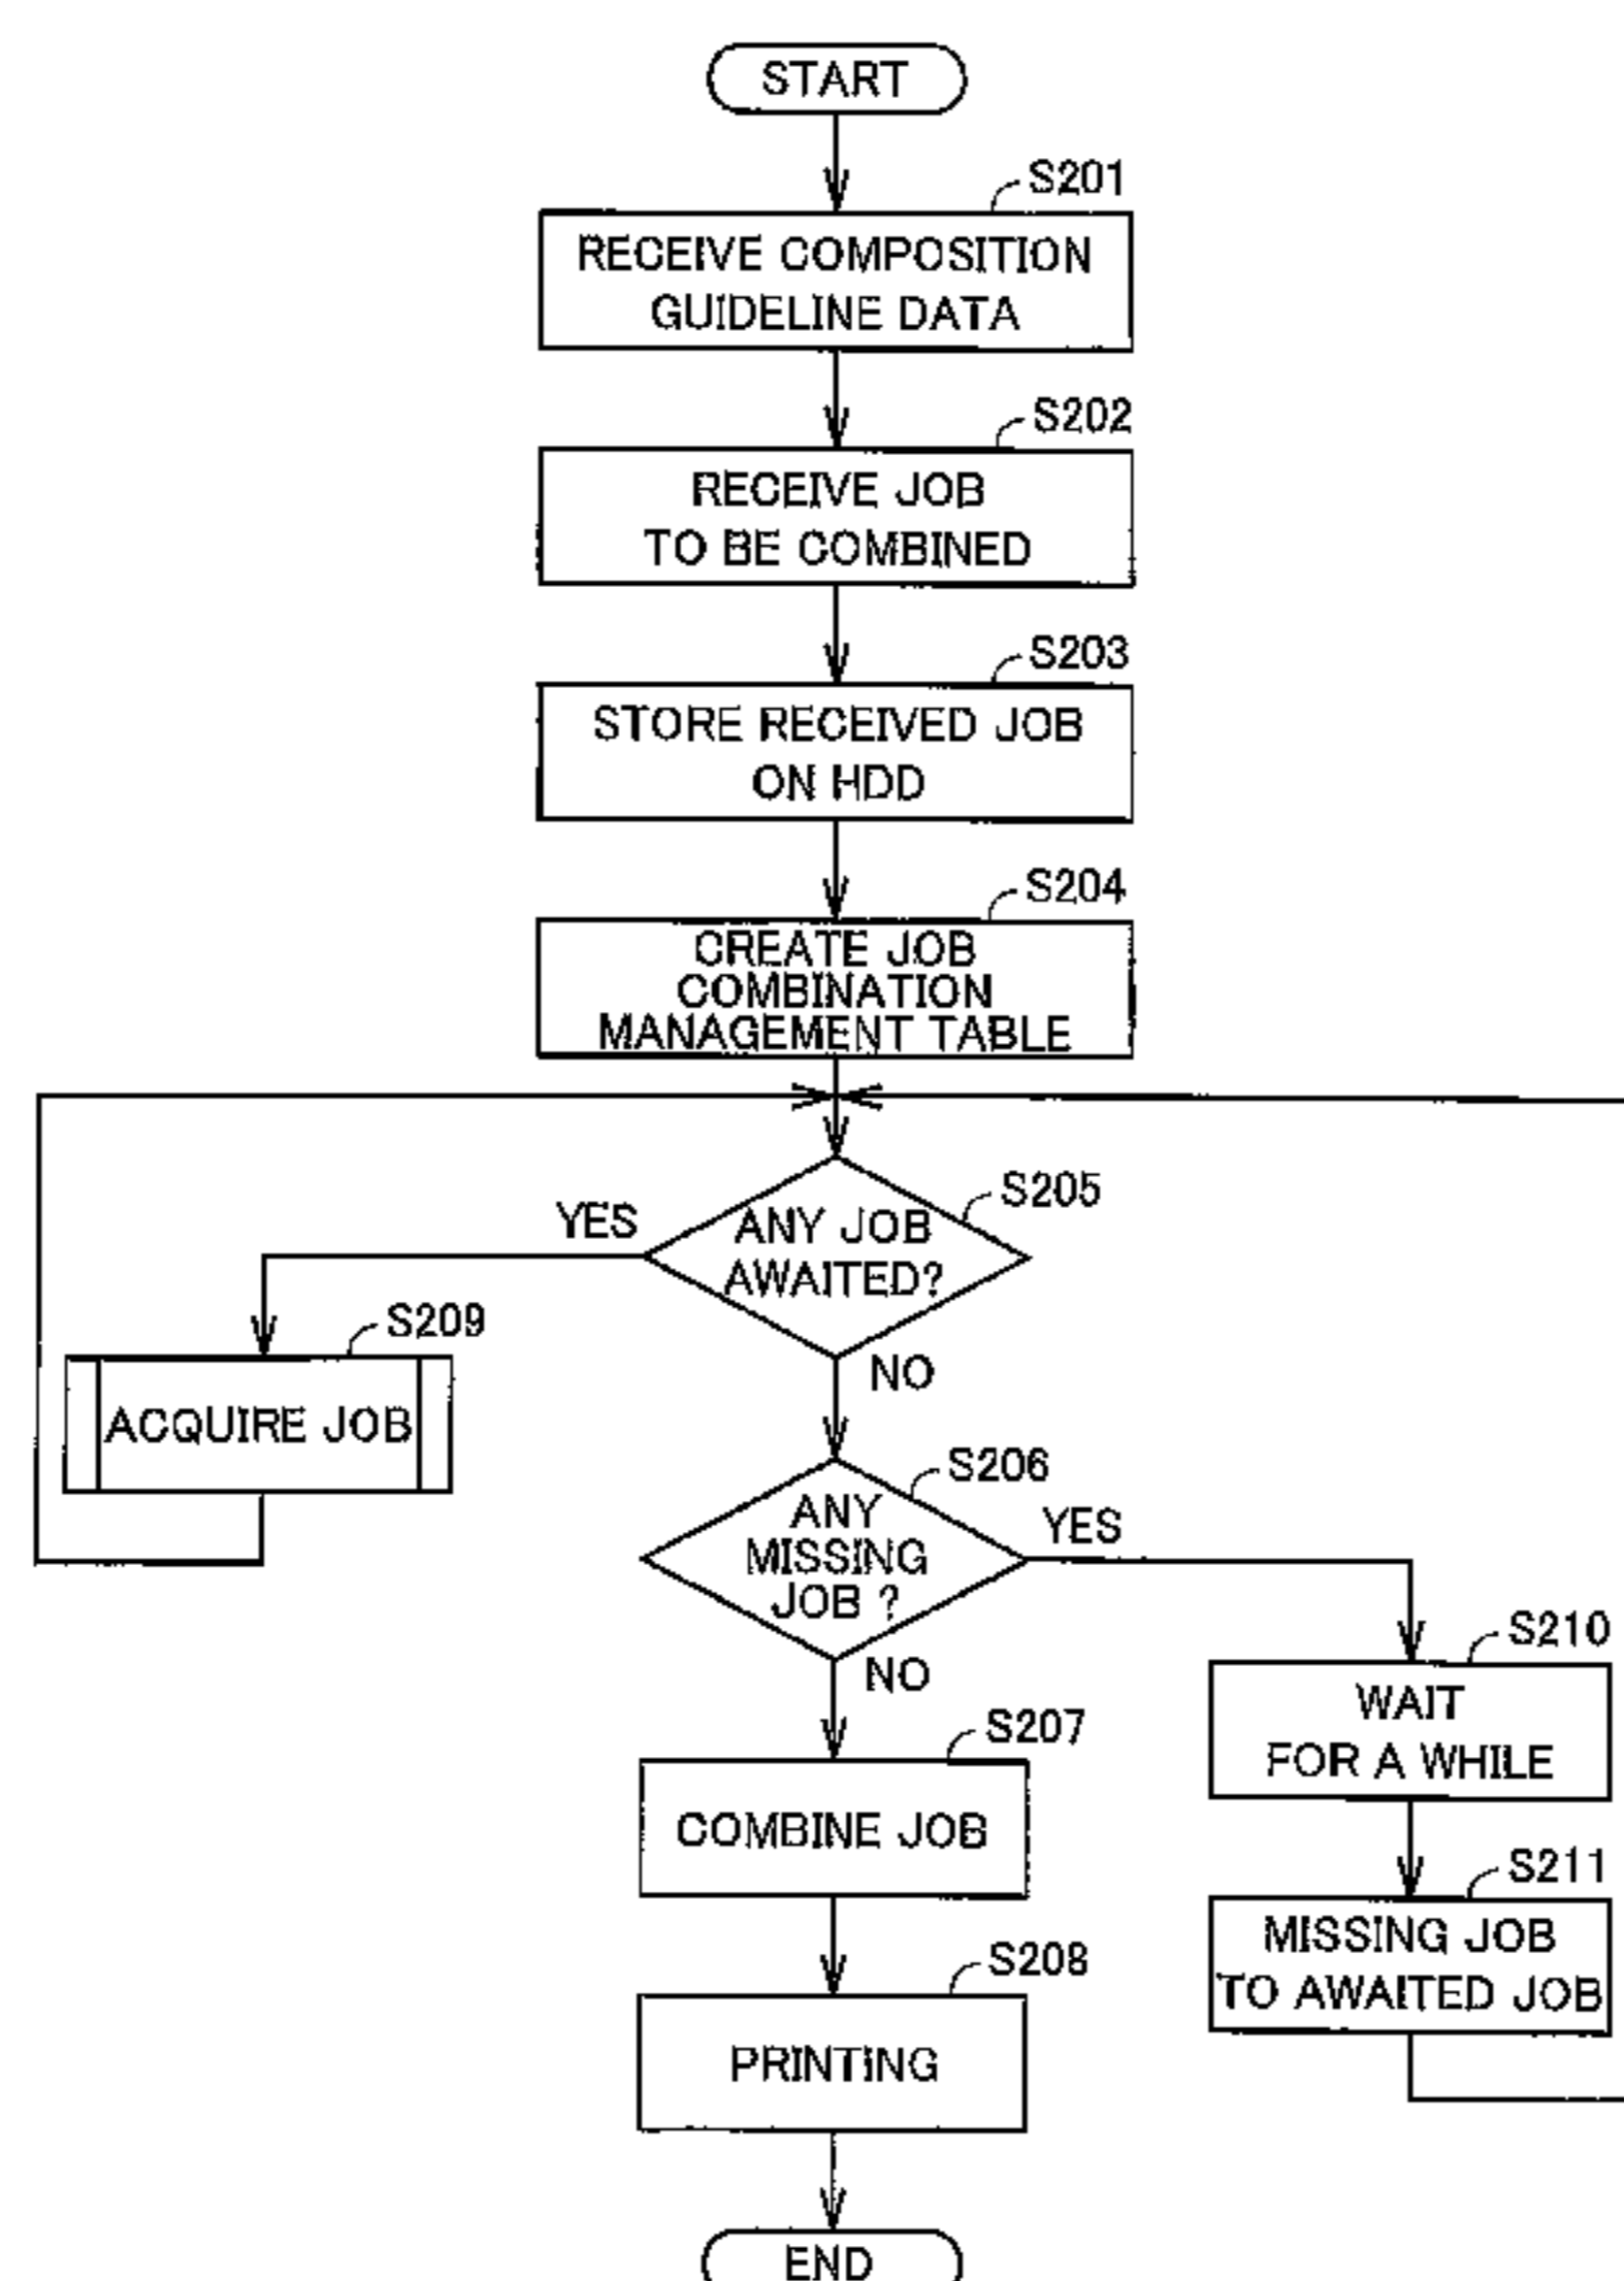 START
S201
RECEIVE COMPOSITION
GUIDELINE DATA
S202
RECEIVE JOB
TO BE COMBINED
S203
STORE RECEIVED JOB
ON HDD
S204
CREATE JOB
COMBINATION
MANAGEMENT TABLE
S205
YES
ANY JOB
AWAITED?
NO
S209
ACQUIRE JOB
S206
ANY
MISSING
JOB ?
YES
NO
S210
WAIT
FOR A WHILE
S207
COMBINE JOB
S211
MISSING JOB
TO AWAITED JOB
S208
PRINTING
END